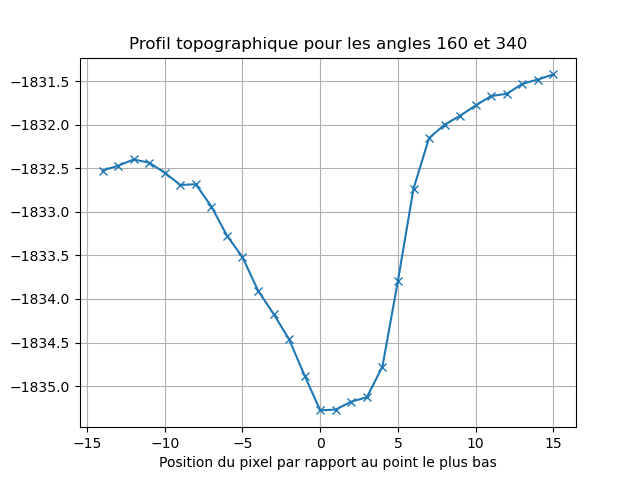 Profil topographique pour les angles 160 et 340
−1831.5
−1832.0
−1832.5
−1833.0
−1833.5
−1834.0
−1834.5
−1835.0
−15 −10 −5 0 5 10 15
Position du pixel par rapport au point le plus bas